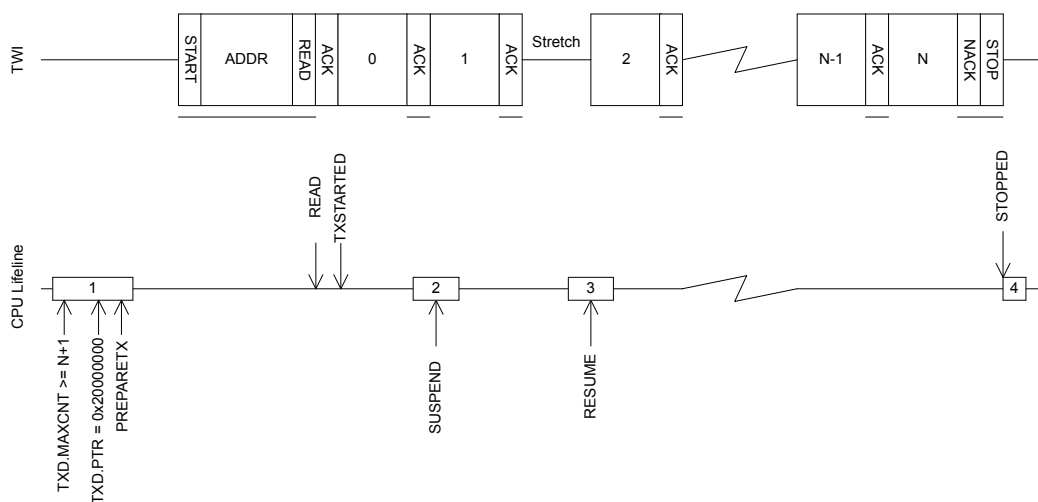 TWI
START
ADDR
READ
ACK
0
ACK
1
ACK
Stretch
2
ACK
N-1
ACK
N
NACK
STOP
CPU Lifeline
READ
TXSTARTED
STOPPED
1
2
3
4
TXD.MAXCNT >= N+1
TXD.PTR = 0x20000000
PREPARETX
SUSPEND
RESUME